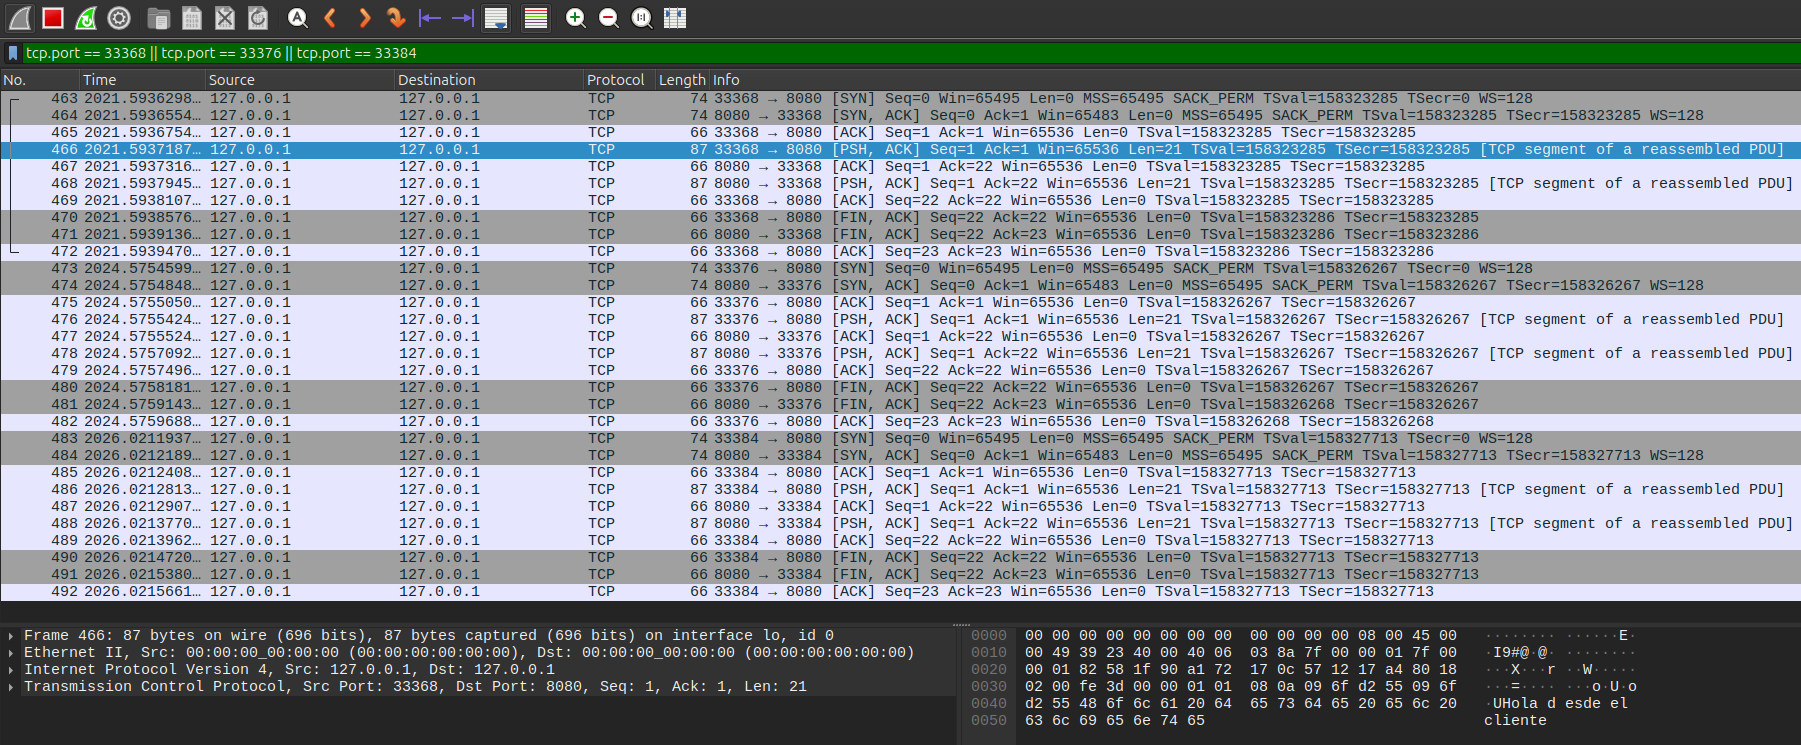 tcp.port == 33368 || tcp.port == 33376 || tcp.port == 33384
No. Time Source Destination Protocol Length Info
463 2021.5936298… 127.0.0.1 127.0.0.1 TCP 74 33368 → 8080 [SYN] Seq=0 Win=65495 Len=0 MSS=65495 SACK_PERM TSval=158323285 TSecr=0 WS=128
464 2021.5936554… 127.0.0.1 127.0.0.1 TCP 74 8080 → 33368 [SYN, ACK] Seq=0 Ack=1 Win=65483 Len=0 MSS=65495 SACK_PERM TSval=158323285 TSecr=158323285 WS=128
465 2021.5936754… 127.0.0.1 127.0.0.1 TCP 66 33368 → 8080 [ACK] Seq=1 Ack=1 Win=65536 Len=0 TSval=158323285 TSecr=158323285
466 2021.5937187… 127.0.0.1 127.0.0.1 TCP 87 33368 → 8080 [PSH, ACK] Seq=1 Ack=1 Win=65536 Len=21 TSval=158323285 TSecr=158323285 [TCP segment of a reassembled PDU]
467 2021.5937316… 127.0.0.1 127.0.0.1 TCP 66 8080 → 33368 [ACK] Seq=1 Ack=22 Win=65536 Len=0 TSval=158323285 TSecr=158323285
468 2021.5937945… 127.0.0.1 127.0.0.1 TCP 87 8080 → 33368 [PSH, ACK] Seq=1 Ack=22 Win=65536 Len=21 TSval=158323285 TSecr=158323285 [TCP segment of a reassembled PDU]
469 2021.5938107… 127.0.0.1 127.0.0.1 TCP 66 33368 → 8080 [ACK] Seq=22 Ack=22 Win=65536 Len=0 TSval=158323285 TSecr=158323285
470 2021.5938576… 127.0.0.1 127.0.0.1 TCP 66 33368 → 8080 [FIN, ACK] Seq=22 Ack=22 Win=65536 Len=0 TSval=158323286 TSecr=158323285
471 2021.5939136… 127.0.0.1 127.0.0.1 TCP 66 8080 → 33368 [FIN, ACK] Seq=22 Ack=23 Win=65536 Len=0 TSval=158323286 TSecr=158323286
472 2021.5939470… 127.0.0.1 127.0.0.1 TCP 66 33368 → 8080 [ACK] Seq=23 Ack=23 Win=65536 Len=0 TSval=158323286 TSecr=158323286
473 2024.5754599… 127.0.0.1 127.0.0.1 TCP 74 33376 → 8080 [SYN] Seq=0 Win=65495 Len=0 MSS=65495 SACK_PERM TSval=158326267 TSecr=0 WS=128
474 2024.5754848… 127.0.0.1 127.0.0.1 TCP 74 8080 → 33376 [SYN, ACK] Seq=0 Ack=1 Win=65483 Len=0 MSS=65495 SACK_PERM TSval=158326267 TSecr=158326267 WS=128
475 2024.5755050… 127.0.0.1 127.0.0.1 TCP 66 33376 → 8080 [ACK] Seq=1 Ack=1 Win=65536 Len=0 TSval=158326267 TSecr=158326267
476 2024.5755424… 127.0.0.1 127.0.0.1 TCP 87 33376 → 8080 [PSH, ACK] Seq=1 Ack=1 Win=65536 Len=21 TSval=158326267 TSecr=158326267 [TCP segment of a reassembled PDU]
477 2024.5755524… 127.0.0.1 127.0.0.1 TCP 66 8080 → 33376 [ACK] Seq=1 Ack=22 Win=65536 Len=0 TSval=158326267 TSecr=158326267
478 2024.5757092… 127.0.0.1 127.0.0.1 TCP 87 8080 → 33376 [PSH, ACK] Seq=1 Ack=22 Win=65536 Len=21 TSval=158326267 TSecr=158326267 [TCP segment of a reassembled PDU]
479 2024.5757496… 127.0.0.1 127.0.0.1 TCP 66 33376 → 8080 [ACK] Seq=22 Ack=22 Win=65536 Len=0 TSval=158326267 TSecr=158326267
480 2024.5758181… 127.0.0.1 127.0.0.1 TCP 66 33376 → 8080 [FIN, ACK] Seq=22 Ack=22 Win=65536 Len=0 TSval=158326267 TSecr=158326267
481 2024.5759143… 127.0.0.1 127.0.0.1 TCP 66 8080 → 33376 [FIN, ACK] Seq=22 Ack=23 Win=65536 Len=0 TSval=158326268 TSecr=158326267
482 2024.5759688… 127.0.0.1 127.0.0.1 TCP 66 33376 → 8080 [ACK] Seq=23 Ack=23 Win=65536 Len=0 TSval=158326268 TSecr=158326268
483 2026.0211937… 127.0.0.1 127.0.0.1 TCP 74 33384 → 8080 [SYN] Seq=0 Win=65495 Len=0 MSS=65495 SACK_PERM TSval=158327713 TSecr=0 WS=128
484 2026.0212189… 127.0.0.1 127.0.0.1 TCP 74 8080 → 33384 [SYN, ACK] Seq=0 Ack=1 Win=65483 Len=0 MSS=65495 SACK_PERM TSval=158327713 TSecr=158327713 WS=128
485 2026.0212408… 127.0.0.1 127.0.0.1 TCP 66 33384 → 8080 [ACK] Seq=1 Ack=1 Win=65536 Len=0 TSval=158327713 TSecr=158327713
486 2026.0212813… 127.0.0.1 127.0.0.1 TCP 87 33384 → 8080 [PSH, ACK] Seq=1 Ack=1 Win=65536 Len=21 TSval=158327713 TSecr=158327713 [TCP segment of a reassembled PDU]
487 2026.0212907… 127.0.0.1 127.0.0.1 TCP 66 8080 → 33384 [ACK] Seq=1 Ack=22 Win=65536 Len=0 TSval=158327713 TSecr=158327713
488 2026.0213770… 127.0.0.1 127.0.0.1 TCP 87 8080 → 33384 [PSH, ACK] Seq=1 Ack=22 Win=65536 Len=21 TSval=158327713 TSecr=158327713 [TCP segment of a reassembled PDU]
489 2026.0213962… 127.0.0.1 127.0.0.1 TCP 66 33384 → 8080 [ACK] Seq=22 Ack=22 Win=65536 Len=0 TSval=158327713 TSecr=158327713
490 2026.0214720… 127.0.0.1 127.0.0.1 TCP 66 33384 → 8080 [FIN, ACK] Seq=22 Ack=22 Win=65536 Len=0 TSval=158327713 TSecr=158327713
491 2026.0215380… 127.0.0.1 127.0.0.1 TCP 66 8080 → 33384 [FIN, ACK] Seq=22 Ack=23 Win=65536 Len=0 TSval=158327713 TSecr=158327713
492 2026.0215661… 127.0.0.1 127.0.0.1 TCP 66 33384 → 8080 [ACK] Seq=23 Ack=23 Win=65536 Len=0 TSval=158327713 TSecr=158327713
Frame 466: 87 bytes on wire (696 bits), 87 bytes captured (696 bits) on interface lo, id 0
Ethernet II, Src: 00:00:00_00:00:00 (00:00:00:00:00:00), Dst: 00:00:00_00:00:00 (00:00:00:00:00:00)
Internet Protocol Version 4, Src: 127.0.0.1, Dst: 127.0.0.1
Transmission Control Protocol, Src Port: 33368, Dst Port: 8080, Seq: 1, Ack: 1, Len: 21
0000 00 00 00 00 00 00 00 00 00 00 00 00 08 00 45 00 ········ ······E·
0010 00 49 39 23 40 00 40 06 03 8a 7f 00 00 01 7f 00 ·I9#@·@· ········
0020 00 01 82 58 1f 90 a1 72 17 0c 57 12 17 a4 80 18 ···X···r ··W·····
0030 02 00 fe 3d 00 00 01 01 08 0a 09 6f d2 55 09 6f ···=···· ···o·U·o
0040 d2 55 48 6f 6c 61 20 64 65 73 64 65 20 65 6c 20 ·UHola d esde el
0050 63 6c 69 65 6e 74 65 cliente